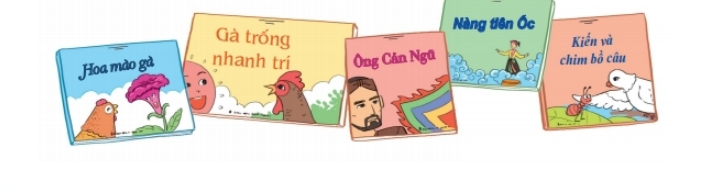 Hoa mào gà
Gà trống
nhanh trí
Ông Cản Ngũ
Nàng tiên Ốc
Kiến và
chim bồ câu